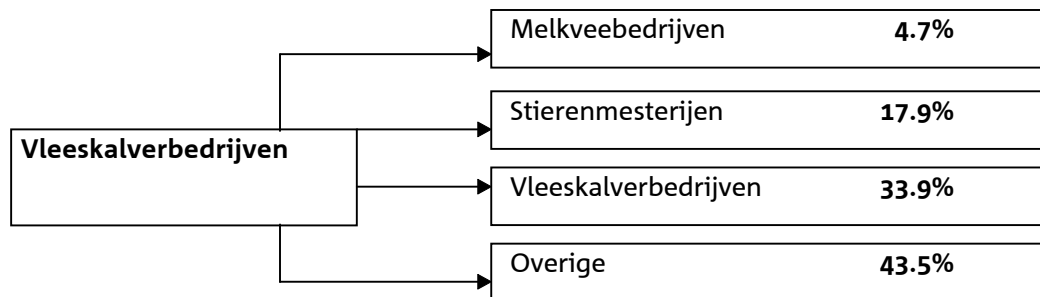 Melkveebedrijven 4.7%
Stierenmesterijen 17.9%
Vleeskalverbedrijven
Vleeskalverbedrijven 33.9%
Overige 43.5%